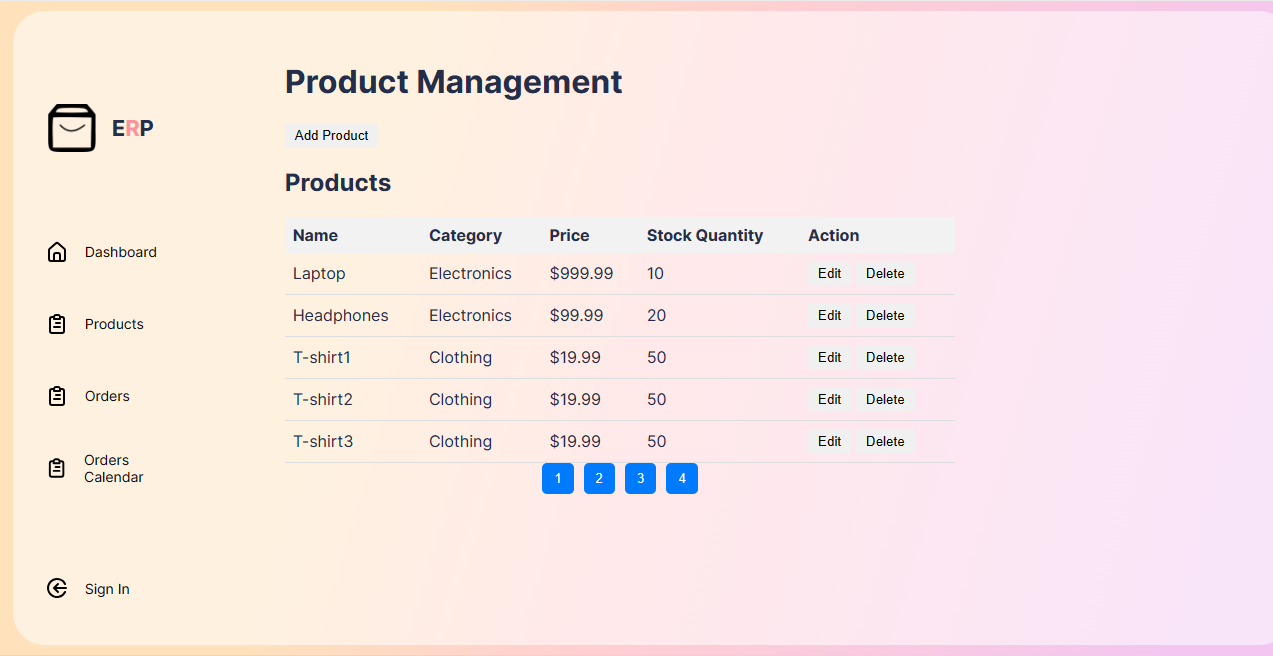 Product Management
ERP
Add Product
Products
Name Category Price Stock Quantity Action
Laptop Electronics $999.99 10 Edit Delete
Headphones Electronics $99.99 20 Edit Delete
T-shirt1 Clothing $19.99 50 Edit Delete
T-shirt2 Clothing $19.99 50 Edit Delete
T-shirt3 Clothing $19.99 50 Edit Delete
1 2 3 4
Dashboard
Products
Orders
Orders
Calendar
Sign In